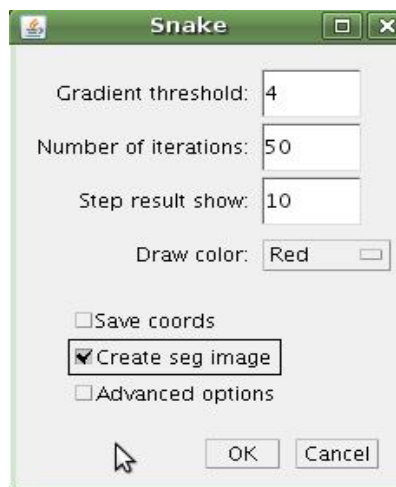 Snake
Gradient threshold: 4
Number of iterations: 50
Step result show: 10
Draw color: Red
Save coords
Create seg image
Advanced options
OK Cancel